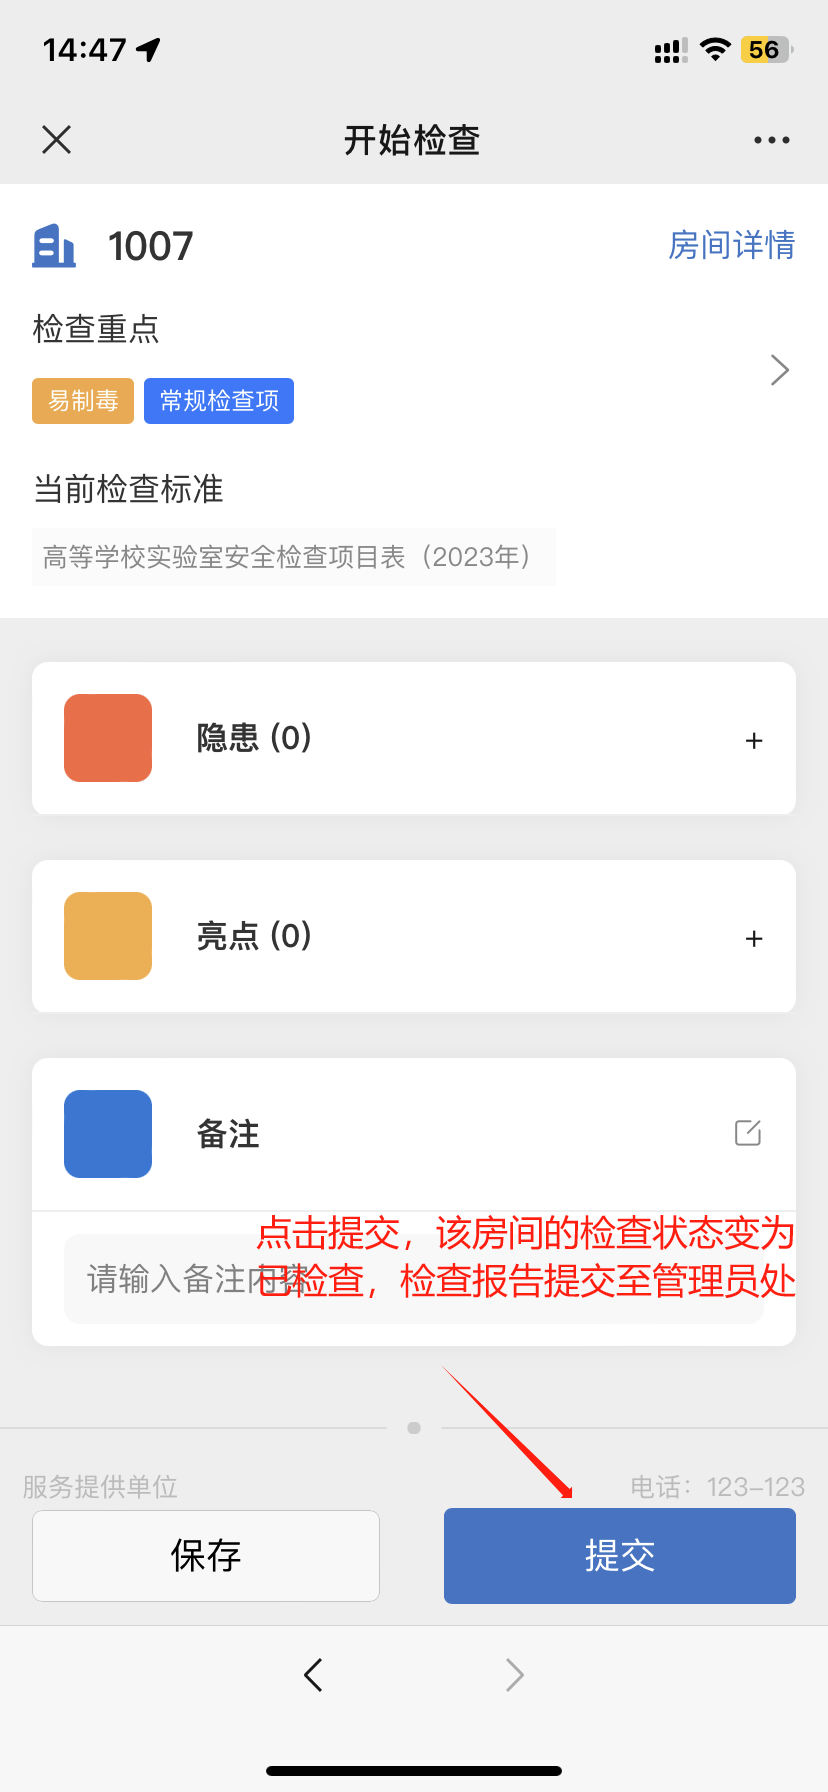 14:47
56
开始检查
1007
房间详情
检查重点
易制毒
常规检查项
当前检查标准
高等学校实验室安全检查项目表（2023年）
隐患 (0)
+
亮点 (0)
+
备注
点击提交，该房间的检查状态变为
已检查，检查报告提交至管理员处
请输入备注内容
服务提供单位
电话：123-123
保存
提交